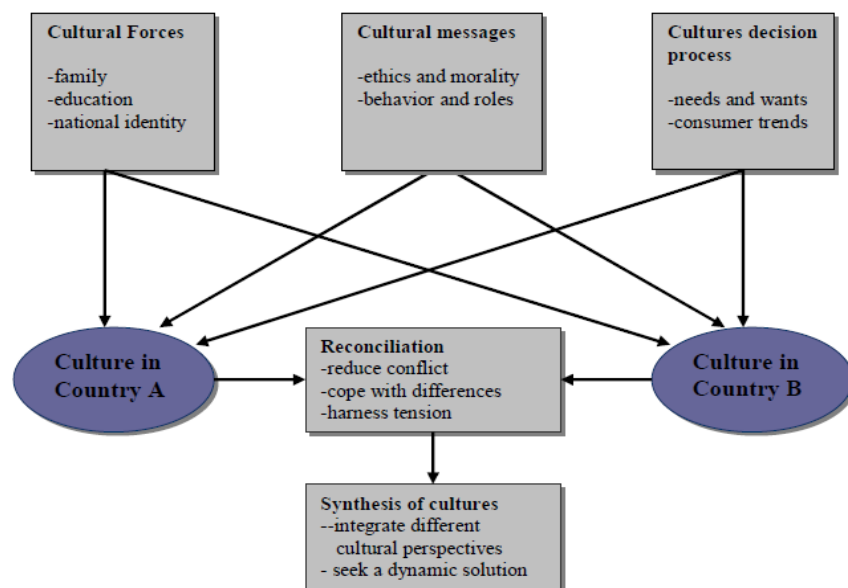 Cultural Forces
-family
-education
-national identity
Cultural messages
-ethics and morality
-behavior and roles
Cultures decision
process
-needs and wants
-consumer trends
Culture in
Country A
Reconciliation
-reduce conflict
-cope with differences
-harness tension
Culture in
Country B
Synthesis of cultures
--integrate different
cultural perspectives
- seek a dynamic solution